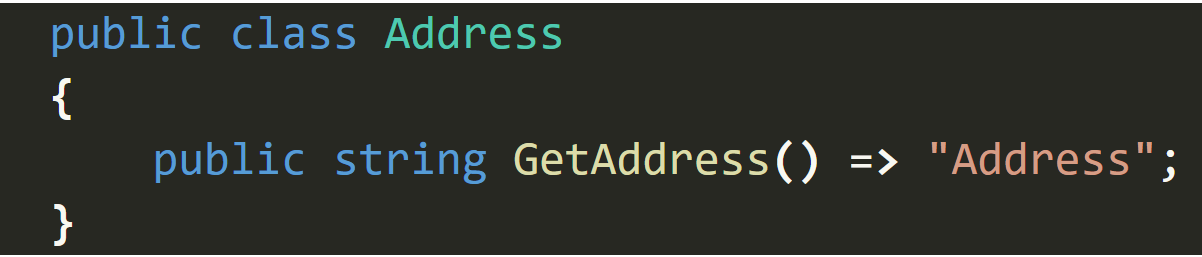 public class Address
{
    public string GetAddress() => "Address";
}